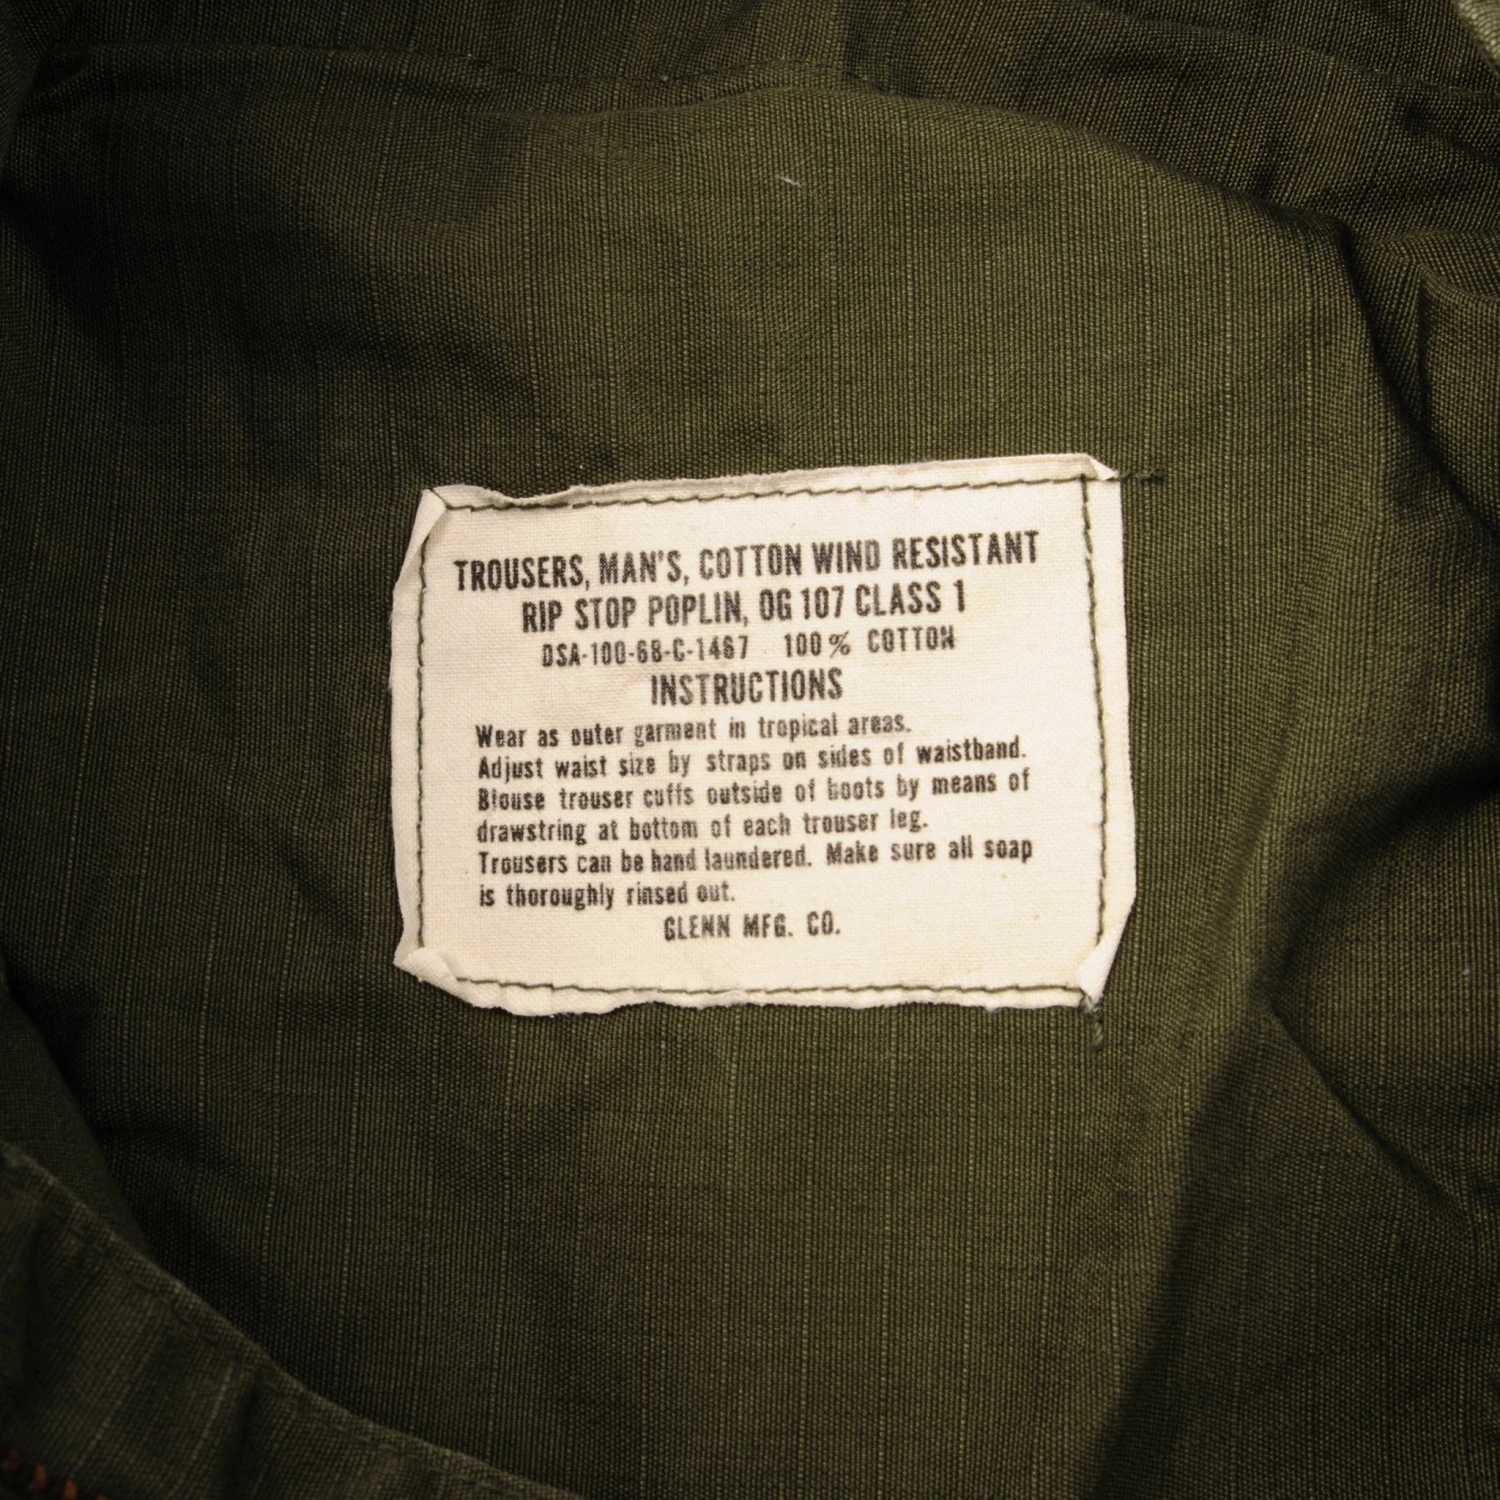 TROUSERS, MAN'S, COTTON WIND RESISTANT
RIP STOP POPLIN, OG 107 CLASS 1
DSA-100-68-C-1467 100% COTTON
INSTRUCTIONS
Wear as outer garment in tropical areas.
Adjust waist size by straps on sides of waistband.
Blouse trouser cuffs outside of boots by means of
drawstring at bottom of each trouser leg.
Trousers can be hand laundered. Make sure all soap
is thoroughly rinsed out.
GLENN MFG. CO.